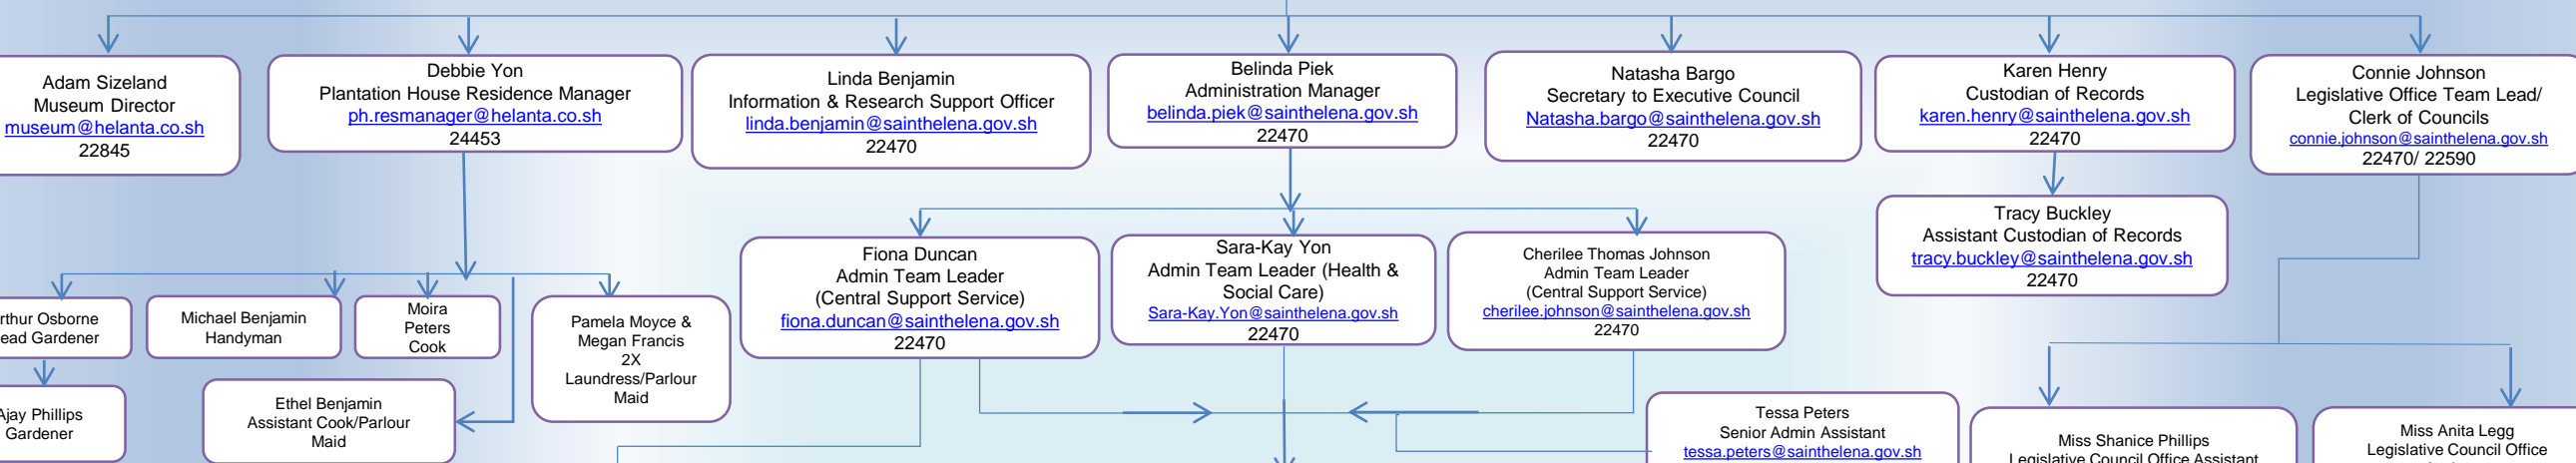 Adam Sizeland
Museum Director
museum@helanta.co.sh
22845
Debbie Yon
Plantation House Residence Manager
ph.resmanager@helanta.co.sh
24453
Linda Benjamin
Information & Research Support Officer
linda.benjamin@sainthelena.gov.sh
22470
Belinda Piek
Administration Manager
belinda.piek@sainthelena.gov.sh
22470
Natasha Bargo
Secretary to Executive Council
Natasha.bargo@sainthelena.gov.sh
22470
Karen Henry
Custodian of Records
karen.henry@sainthelena.gov.sh
22470
Connie Johnson
Legislative Office Team Lead/
Clerk of Councils
connie.johnson@sainthelena.gov.sh
22470/ 22590
Tracy Buckley
Assistant Custodian of Records
tracy.buckley@sainthelena.gov.sh
22470
Fiona Duncan
Admin Team Leader
(Central Support Service)
fiona.duncan@sainthelena.gov.sh
22470
Sara-Kay Yon
Admin Team Leader (Health &
Social Care)
Sara-Kay.Yon@sainthelena.gov.sh
22470
Cherilee Thomas Johnson
Admin Team Leader
(Central Support Service)
cherilee.johnson@sainthelena.gov.sh
22470
rthur Osborne
ead Gardener
Michael Benjamin
Handyman
Moira
Peters
Cook
Pamela Moyce &
Megan Francis
2X
Laundress/Parlour
Maid
Ajay Phillips
Gardener
Ethel Benjamin
Assistant Cook/Parlour
Maid
Tessa Peters
Senior Admin Assistant
tessa.peters@sainthelena.gov.sh
Miss Shanice Phillips
Legislative Council Office Assistant
Miss Anita Legg
Legislative Council Office